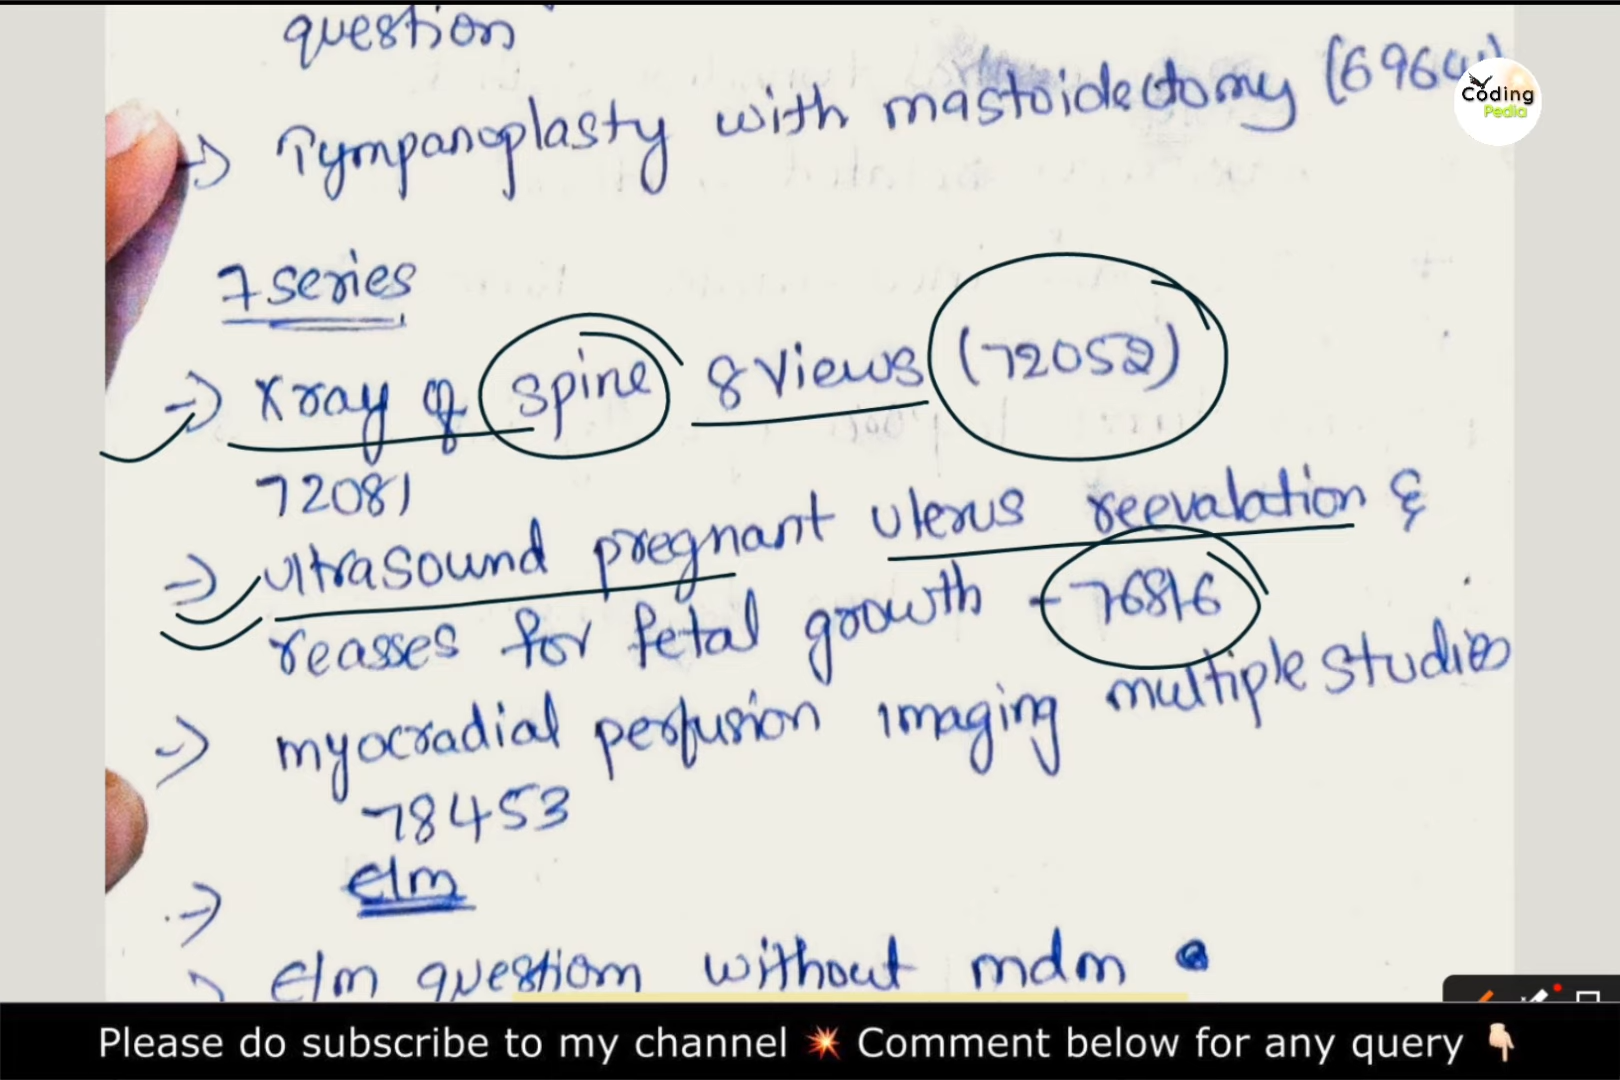 question
→ Tympanoplasty with mastoidectomy
Coding
Pedia
7 series
→ X ray of spine 8 views (72052)
72081
→ ultrasound pregnant uterus reevalation &
reasses for fetal growth - 76816
→ myocradial perfusion imaging multiple studies
78453
→ E/m
E/m question without mdm
Please do subscribe to my channel 💥 Comment below for any query 👇🏻